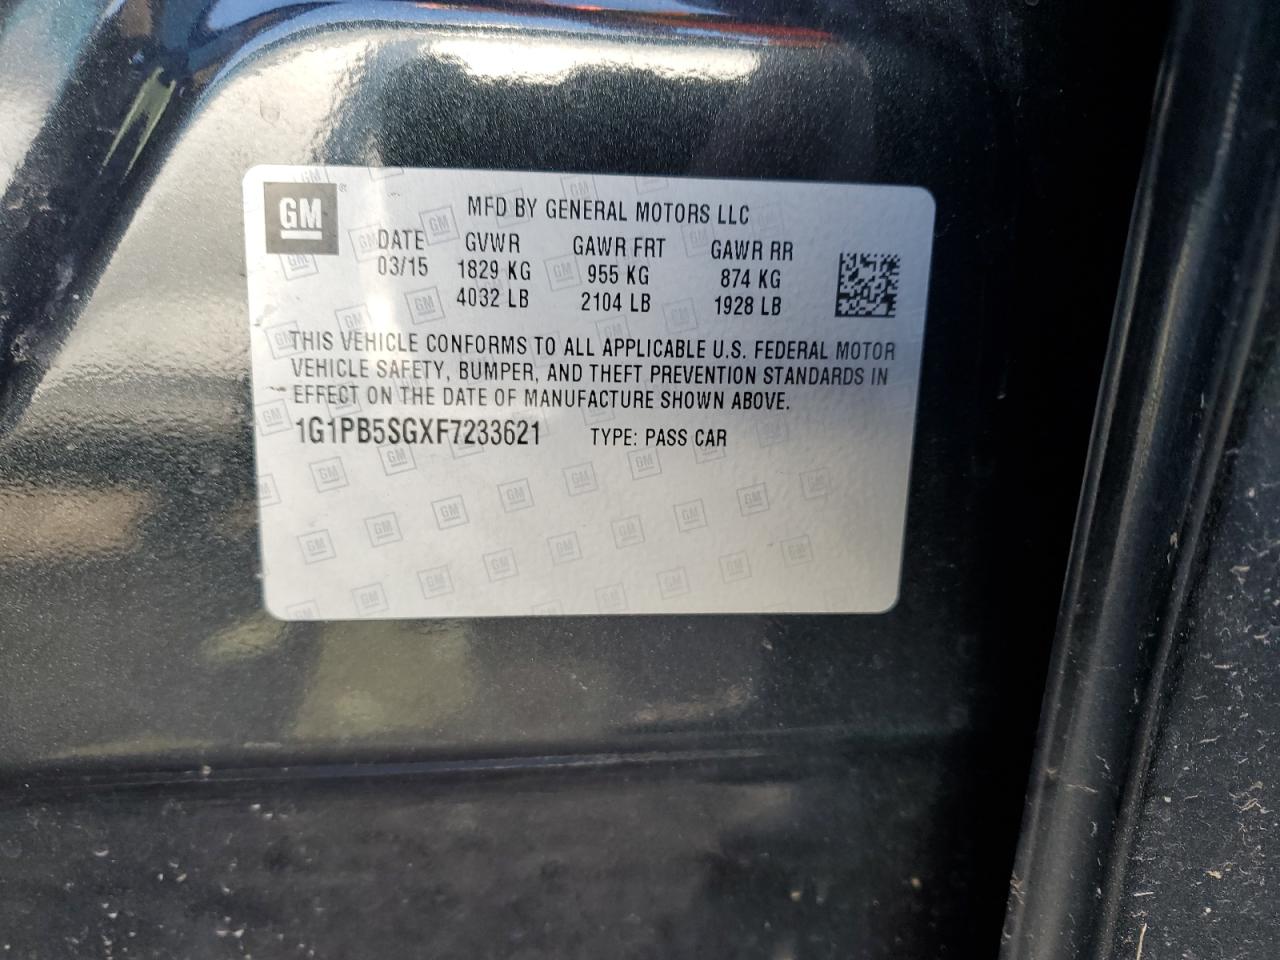 GM®
MFD BY GENERAL MOTORS LLC
DATE GVWR GAWR FRT GAWR RR
03/15 1829 KG 955 KG 874 KG
4032 LB 2104 LB 1928 LB
THIS VEHICLE CONFORMS TO ALL APPLICABLE U.S. FEDERAL MOTOR
VEHICLE SAFETY, BUMPER, AND THEFT PREVENTION STANDARDS IN
EFFECT ON THE DATE OF MANUFACTURE SHOWN ABOVE.
1G1PB5SGXF7233621 TYPE: PASS CAR